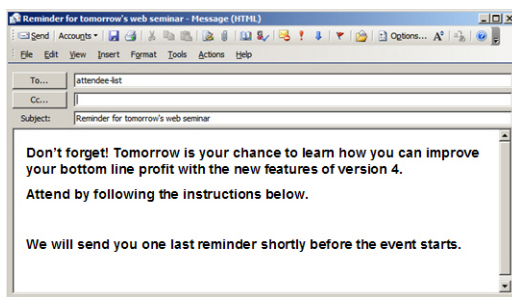 Reminder for tomorrow's web seminar - Message (HTML)
Send Accounts Options...
File Edit View Insert Format Tools Actions Help
To... attendee-list
Cc...
Subject: Reminder for tomorrow's web seminar
Don't forget! Tomorrow is your chance to learn how you can improve
your bottom line profit with the new features of version 4.
Attend by following the instructions below.
We will send you one last reminder shortly before the event starts.